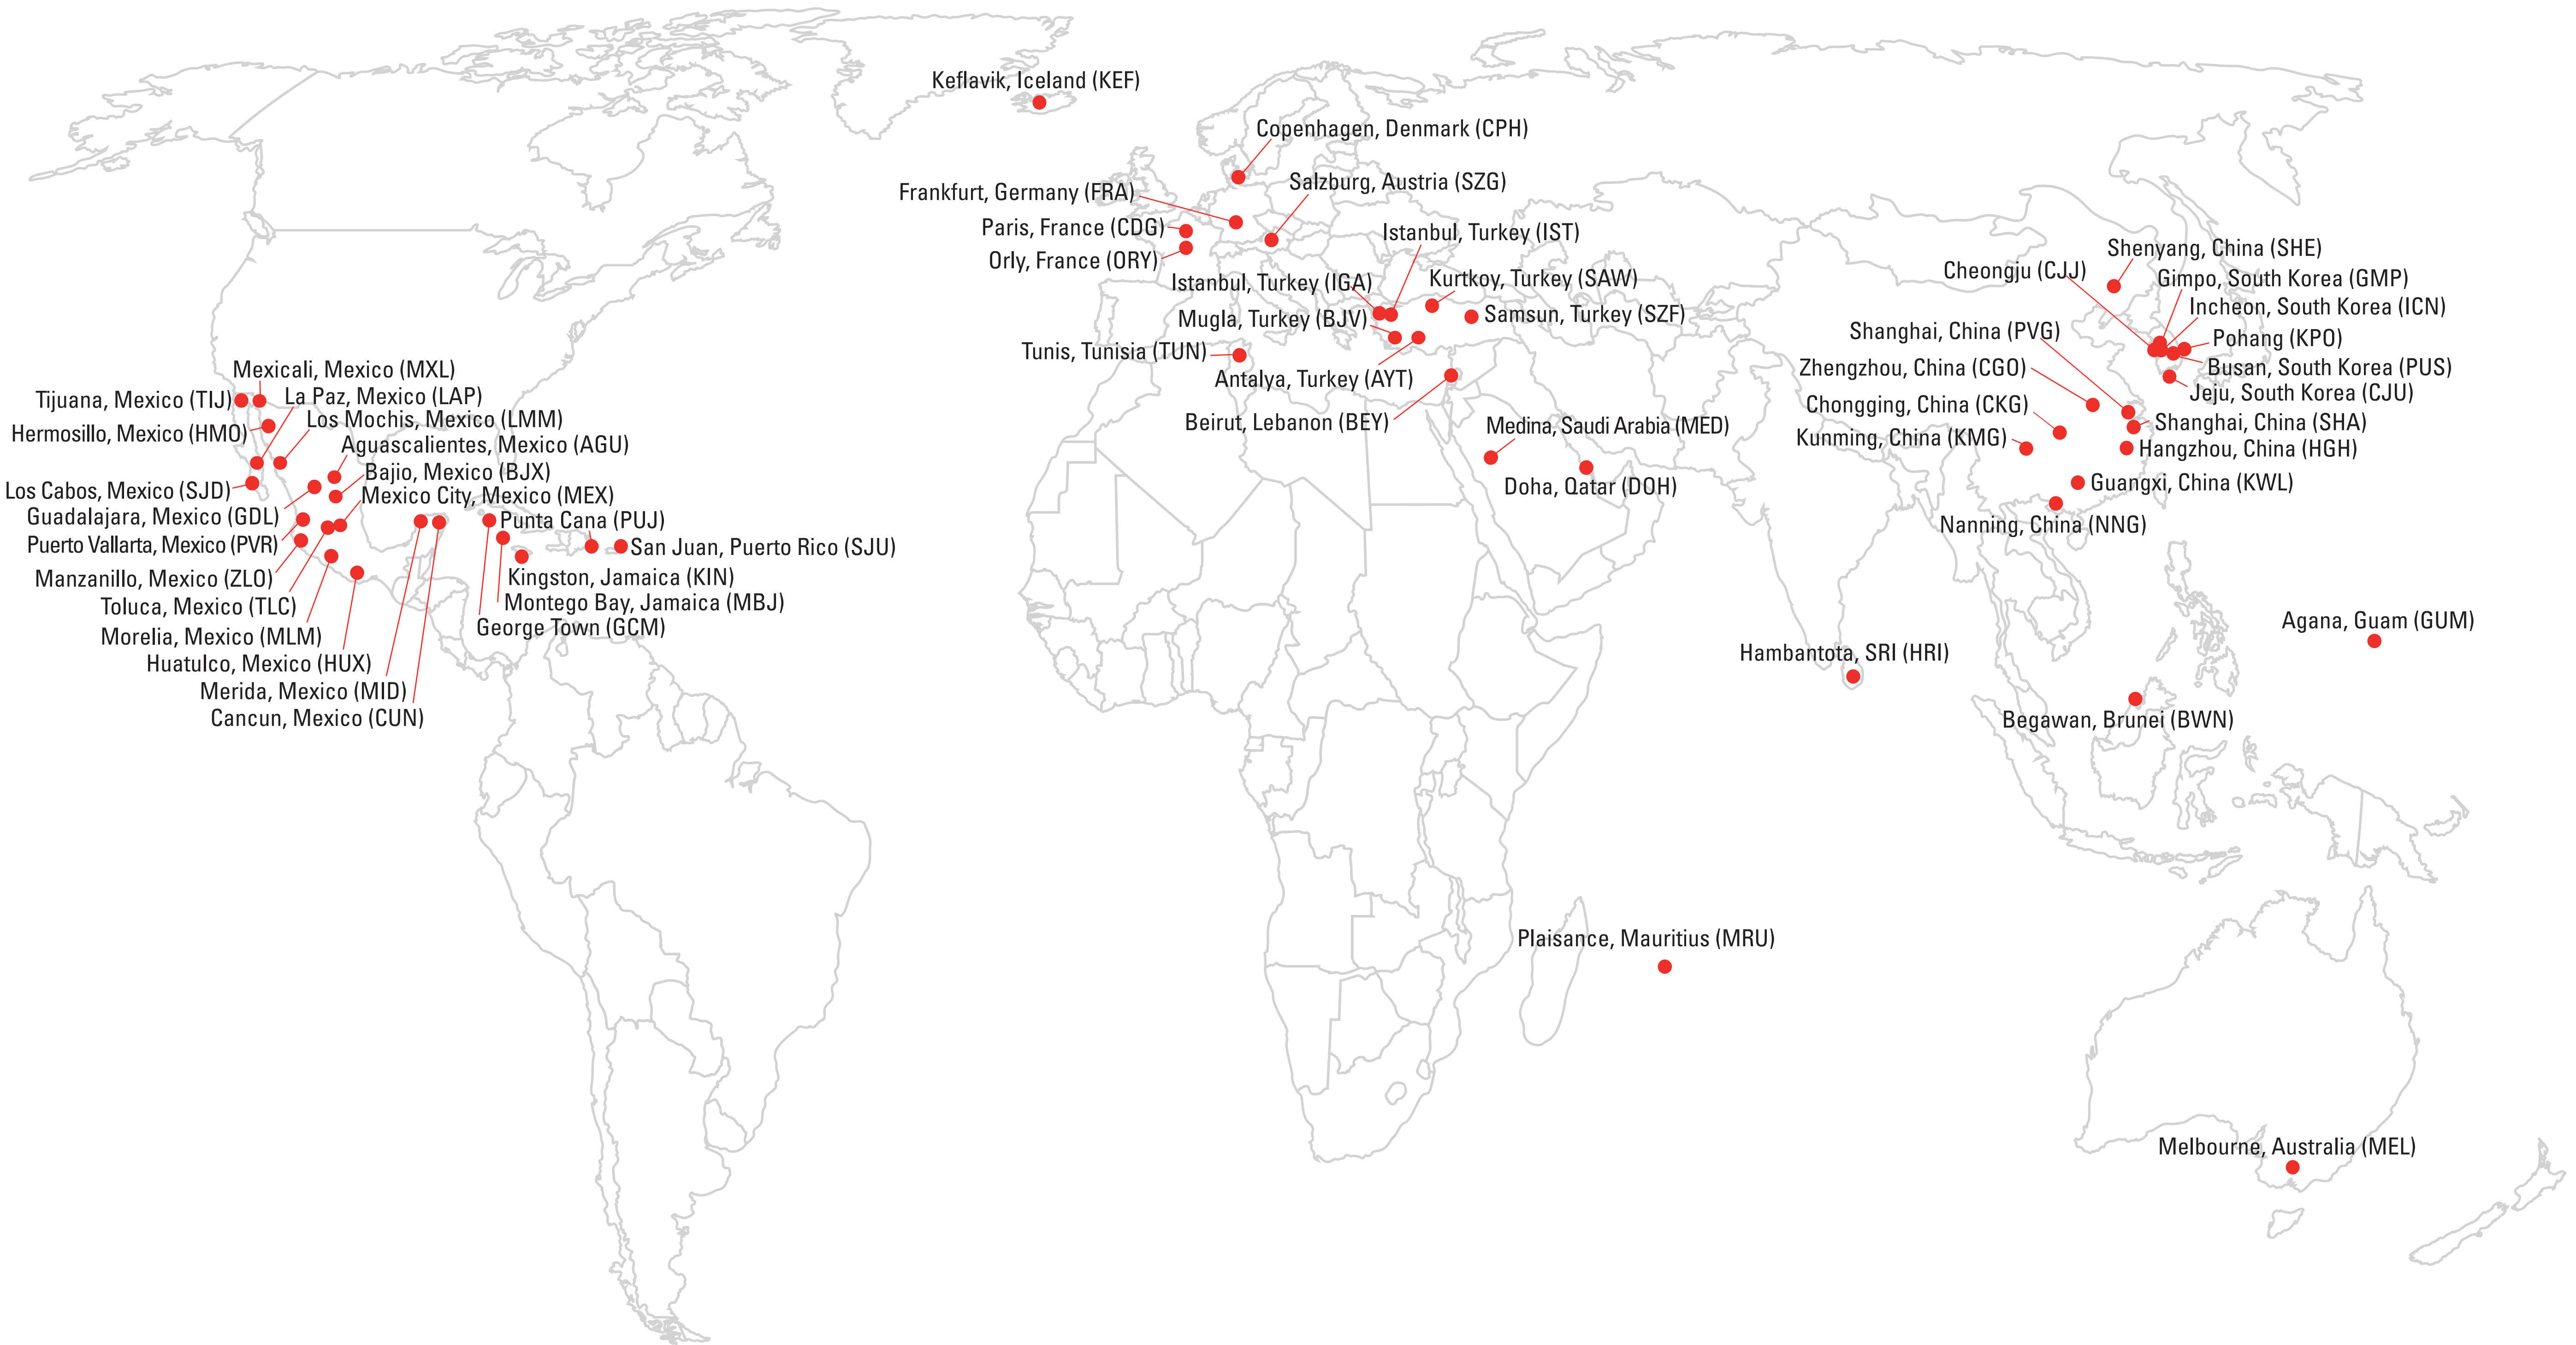 Keflavik, Iceland (KEF)
Copenhagen, Denmark (CPH)
Frankfurt, Germany (FRA)
Salzburg, Austria (SZG)
Paris, France (CDG)
Orly, France (ORY)
Istanbul, Turkey (IST)
Istanbul, Turkey (IGA)
Kurtkoy, Turkey (SAW)
Mugla, Turkey (BJV)
Samsun, Turkey (SZF)
Tunis, Tunisia (TUN)
Antalya, Turkey (AYT)
Beirut, Lebanon (BEY)
Medina, Saudi Arabia (MED)
Doha, Qatar (DOH)
Shenyang, China (SHE)
Cheongju (CJJ)
Gimpo, South Korea (GMP)
Incheon, South Korea (ICN)
Shanghai, China (PVG)
Pohang (KPO)
Zhengzhou, China (CGO)
Busan, South Korea (PUS)
Jeju, South Korea (CJU)
Chongging, China (CKG)
Shanghai, China (SHA)
Kunming, China (KMG)
Hangzhou, China (HGH)
Guangxi, China (KWL)
Nanning, China (NNG)
Mexicali, Mexico (MXL)
Tijuana, Mexico (TIJ)
La Paz, Mexico (LAP)
Los Mochis, Mexico (LMM)
Hermosillo, Mexico (HMO)
Aguascalientes, Mexico (AGU)
Bajio, Mexico (BJX)
Los Cabos, Mexico (SJD)
Mexico City, Mexico (MEX)
Guadalajara, Mexico (GDL)
Punta Cana (PUJ)
Puerto Vallarta, Mexico (PVR)
San Juan, Puerto Rico (SJU)
Manzanillo, Mexico (ZLO)
Kingston, Jamaica (KIN)
Toluca, Mexico (TLC)
Montego Bay, Jamaica (MBJ)
Morelia, Mexico (MLM)
George Town (GCM)
Huatulco, Mexico (HUX)
Merida, Mexico (MID)
Cancun, Mexico (CUN)
Agana, Guam (GUM)
Hambantota, SRI (HRI)
Begawan, Brunei (BWN)
Plaisance, Mauritius (MRU)
Melbourne, Australia (MEL)